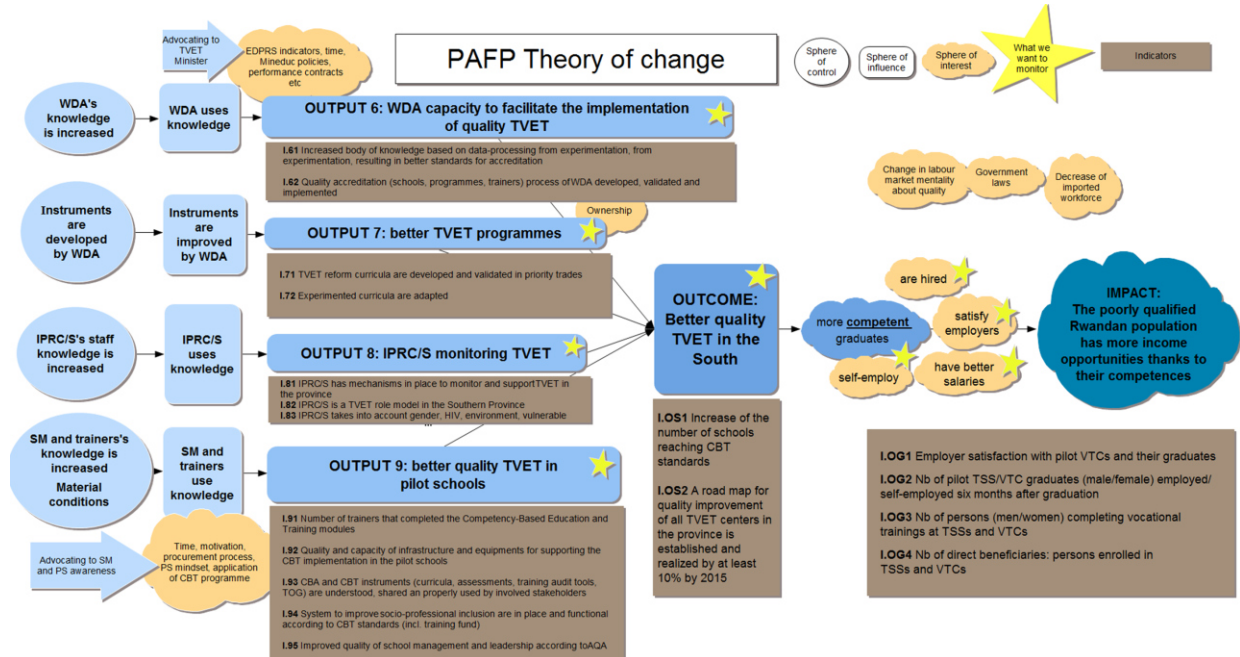 PAFP Theory of change
Advocating to
TVET
Minister
EDPRS indicators, time,
Mineduc policies,
performance contracts
etc
Sphere
of
control
Sphere of
influence
Sphere of
interest
What we
want to
monitor
Indicators
WDA's
knowledge
is increased
WDA uses
knowledge
OUTPUT 6: WDA capacity to facilitate the implementation
of quality TVET
I.61 Increased body of knowledge based on data-processing from experimentation, from
experimentation, resulting in better standards for accreditation
I.62 Quality accreditation (schools, programmes, trainers) process of WDA developed, validated and
implemented
Change in labour
market mentality
about quality
Government
laws
Decrease of
imported
workforce
Ownership
Instruments
are
developed
by WDA
Instruments
are
improved
by WDA
OUTPUT 7: better TVET programmes
I.71 TVET reform curricula are developed and validated in priority trades
I.72 Experimented curricula are adapted
IPRC/S's staff
knowledge is
increased
IPRC/S
uses
knowledge
OUTPUT 8: IPRC/S monitoring TVET
I.81 IPRC/S has mechanisms in place to monitor and supportTVET in
the province
I.82 IPRC/S is a TVET role model in the Southern Province
I.83 IPRC/S takes into account gender, HIV, environment, vulnerable
...
SM and trainers's
knowledge is
increased
Material
conditions
SM and
trainers
use
knowledge
OUTPUT 9: better quality TVET in
pilot schools
I.91 Number of trainers that completed the Competency-Based Education and
Training modules
I.92 Quality and capacity of infrastructure and equipments for supporting the
CBT implementation in the pilot schools
I.93 CBA and CBT instruments (curricula, assessments, training audit tools,
TOG) are understood, shared an properly used by involved stakeholders
I.94 System to improve socio-professional inclusion are in place and functional
according to CBT standards (incl. training fund)
I.95 Improved quality of school management and leadership according toAQA
Advocating to SM
and PS awareness
Time, motivation,
procurement process,
PS mindset, application
of CBT programme
OUTCOME:
Better quality
TVET in the
South
I.OS1 Increase of the
number of schools
reaching CBT
standards
I.OS2 A road map for
quality improvement
of all TVET centers in
the province is
established and
realized by at least
10% by 2015
more competent
graduates
are hired
satisfy
employers
self-employ
have better
salaries
IMPACT:
The poorly qualified
Rwandan population
has more income
opportunities thanks to
their competences
I.OG1 Employer satisfaction with pilot VTCs and their graduates
I.OG2 Nb of pilot TSS/VTC graduates (male/female) employed/
self-employed six months after graduation
I.OG3 Nb of persons (men/women) completing vocational
trainings at TSSs and VTCs
I.OG4 Nb of direct beneficiaries: persons enrolled in
TSSs and VTCs